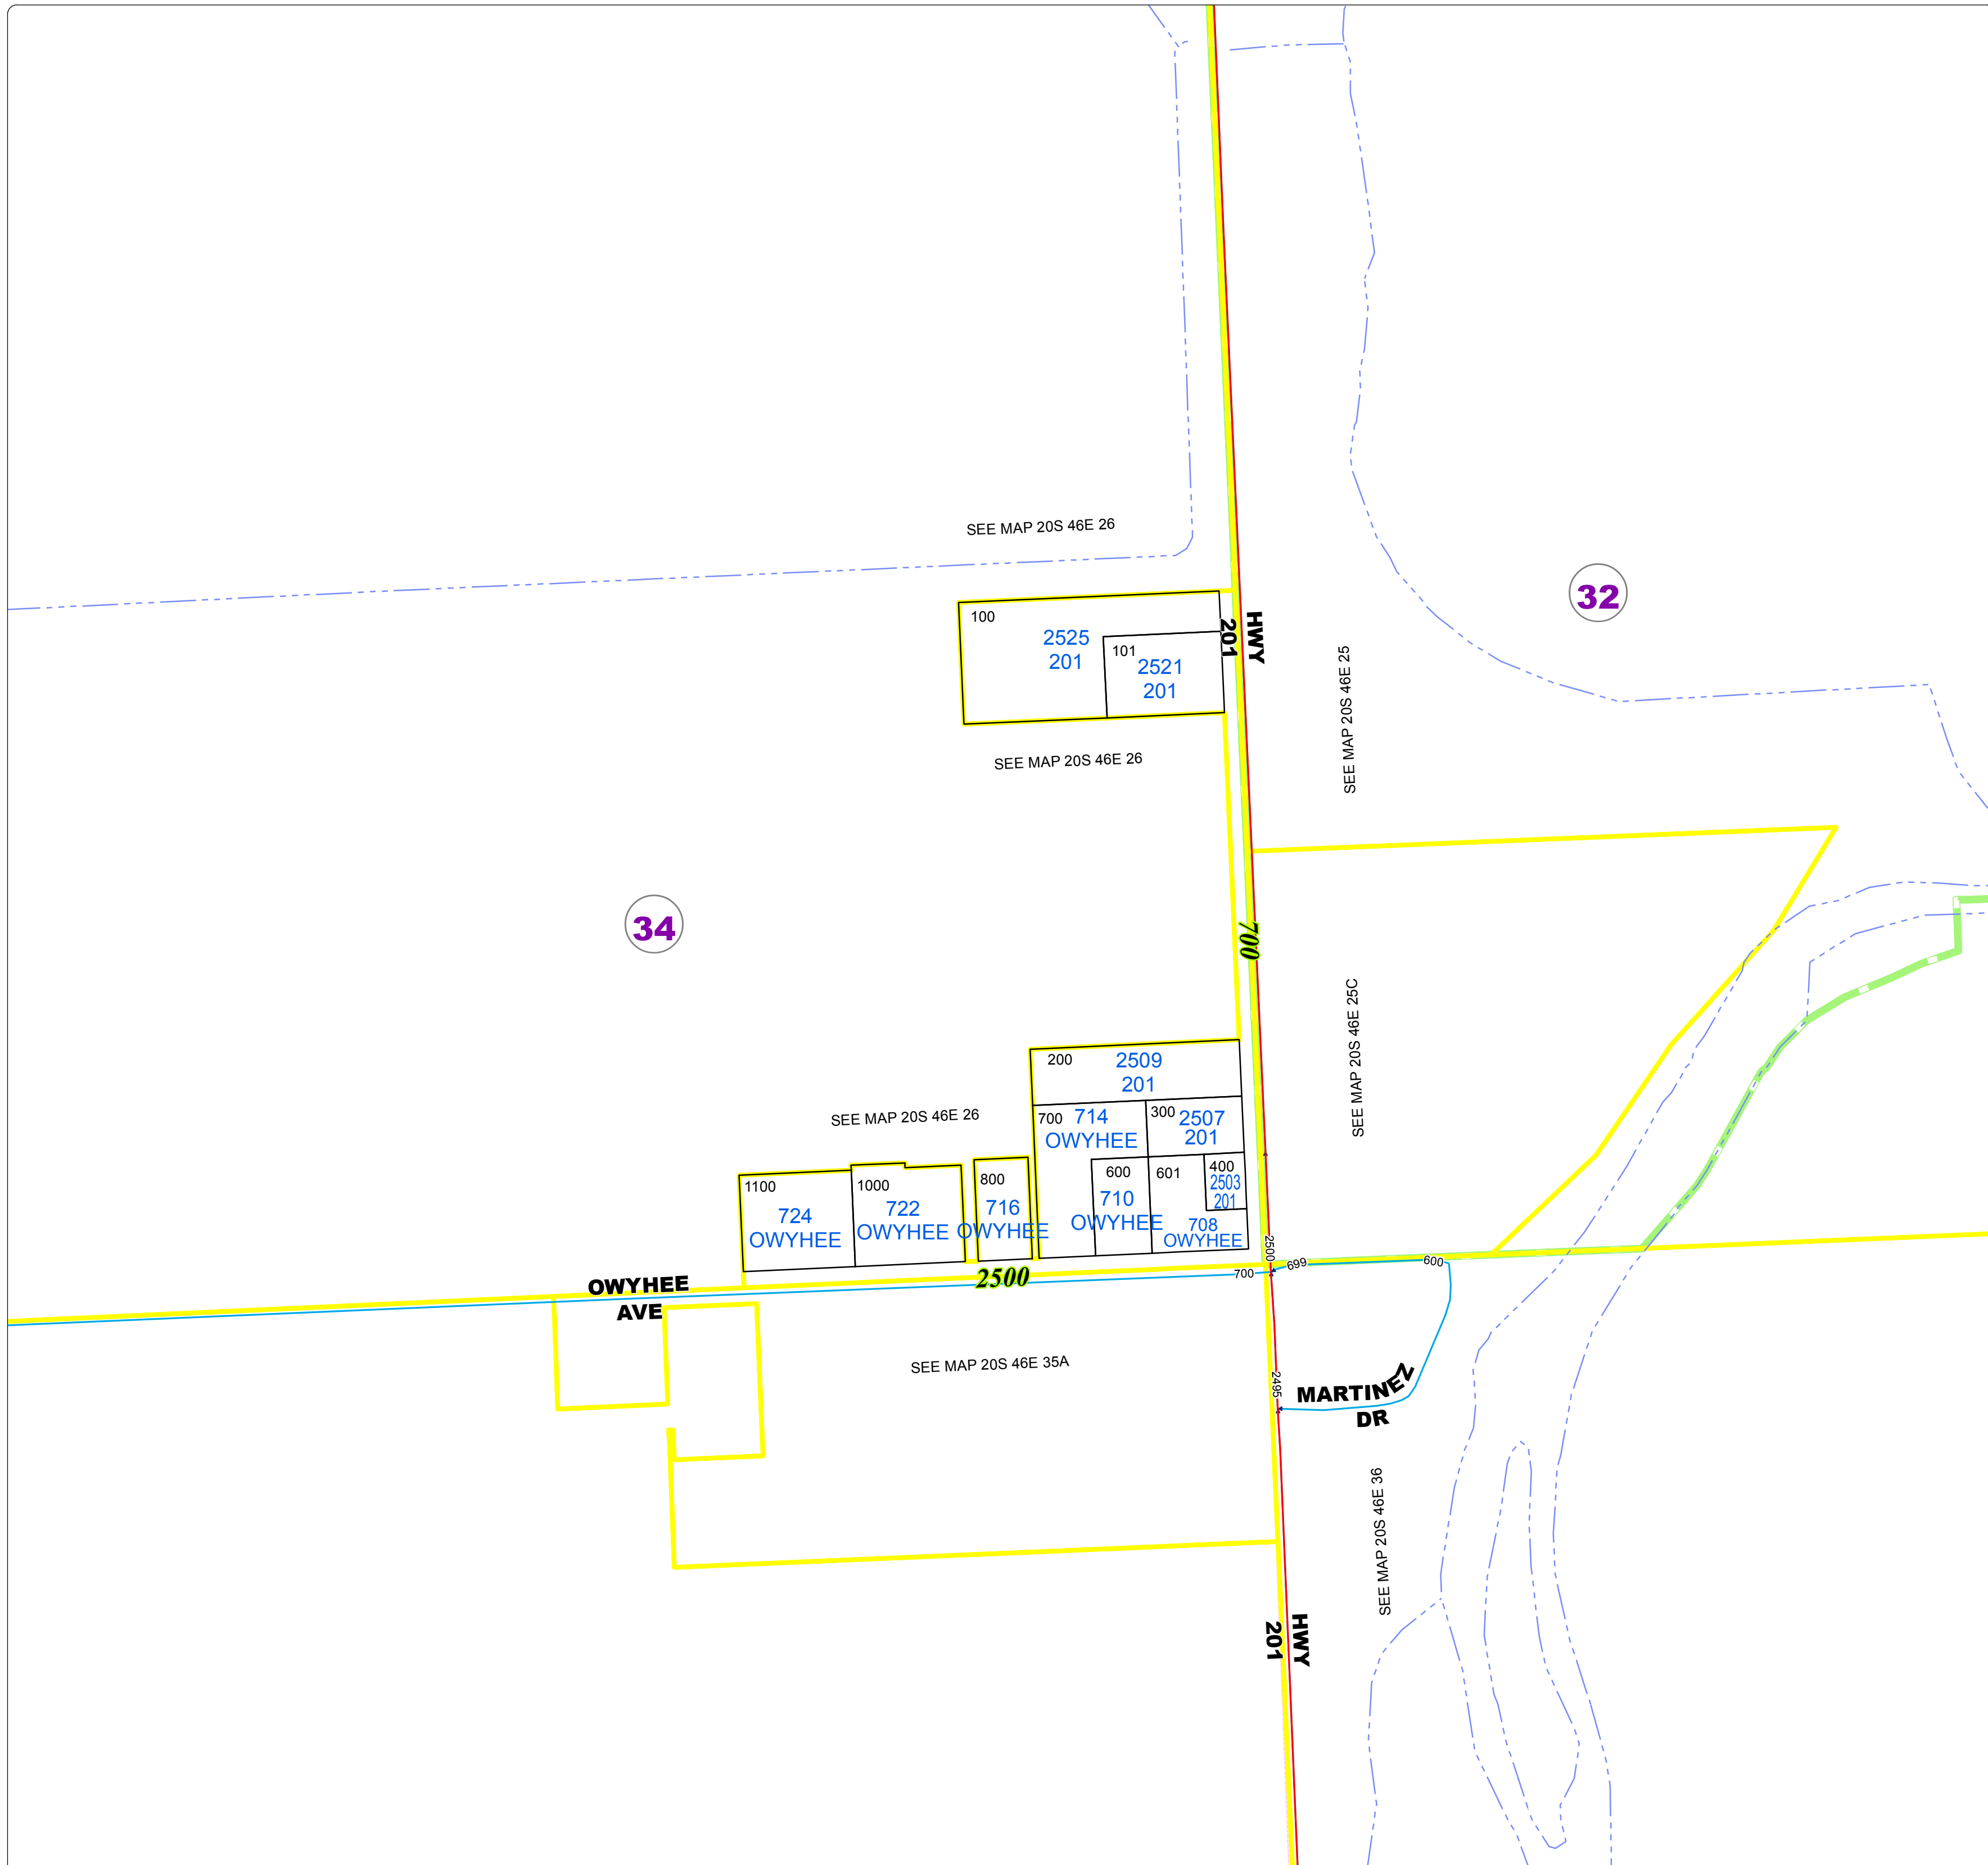 SEE MAP 20S 46E 26
32
100
2525
201
101
2521
201
HWY
201
SEE MAP 20S 46E 25
SEE MAP 20S 46E 26
34
700
SEE MAP 20S 46E 25C
200
2509
201
700
714
OWYHEE
300
2507
201
SEE MAP 20S 46E 26
600
710
OWYHEE
601
708
OWYHEE
400
2503
201
800
716
OWYHEE
1000
722
OWYHEE
1100
724
OWYHEE
2500
699
600
700
2500
OWYHEE
AVE
SEE MAP 20S 46E 35A
2495
MARTINEZ
DR
SEE MAP 20S 46E 36
HWY
201